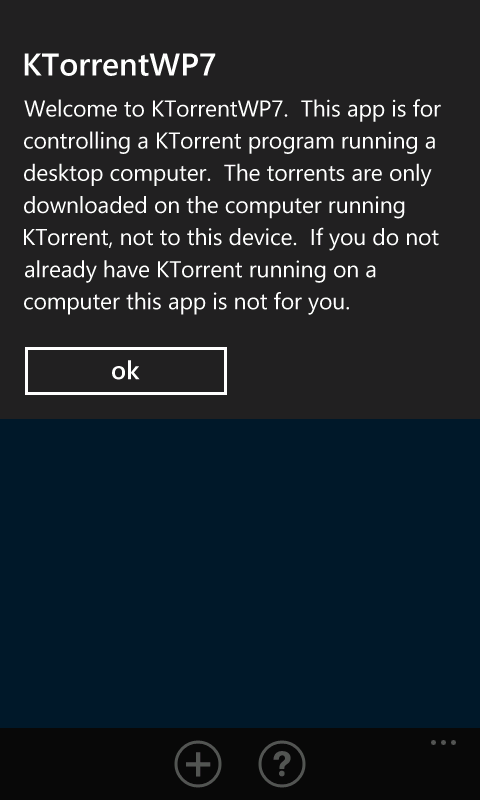 KTorrentWP7
Welcome to KTorrentWP7.  This app is for
controlling a KTorrent program running a
desktop computer.  The torrents are only
downloaded on the computer running
KTorrent, not to this device.  If you do not
already have KTorrent running on a
computer this app is not for you.
ok